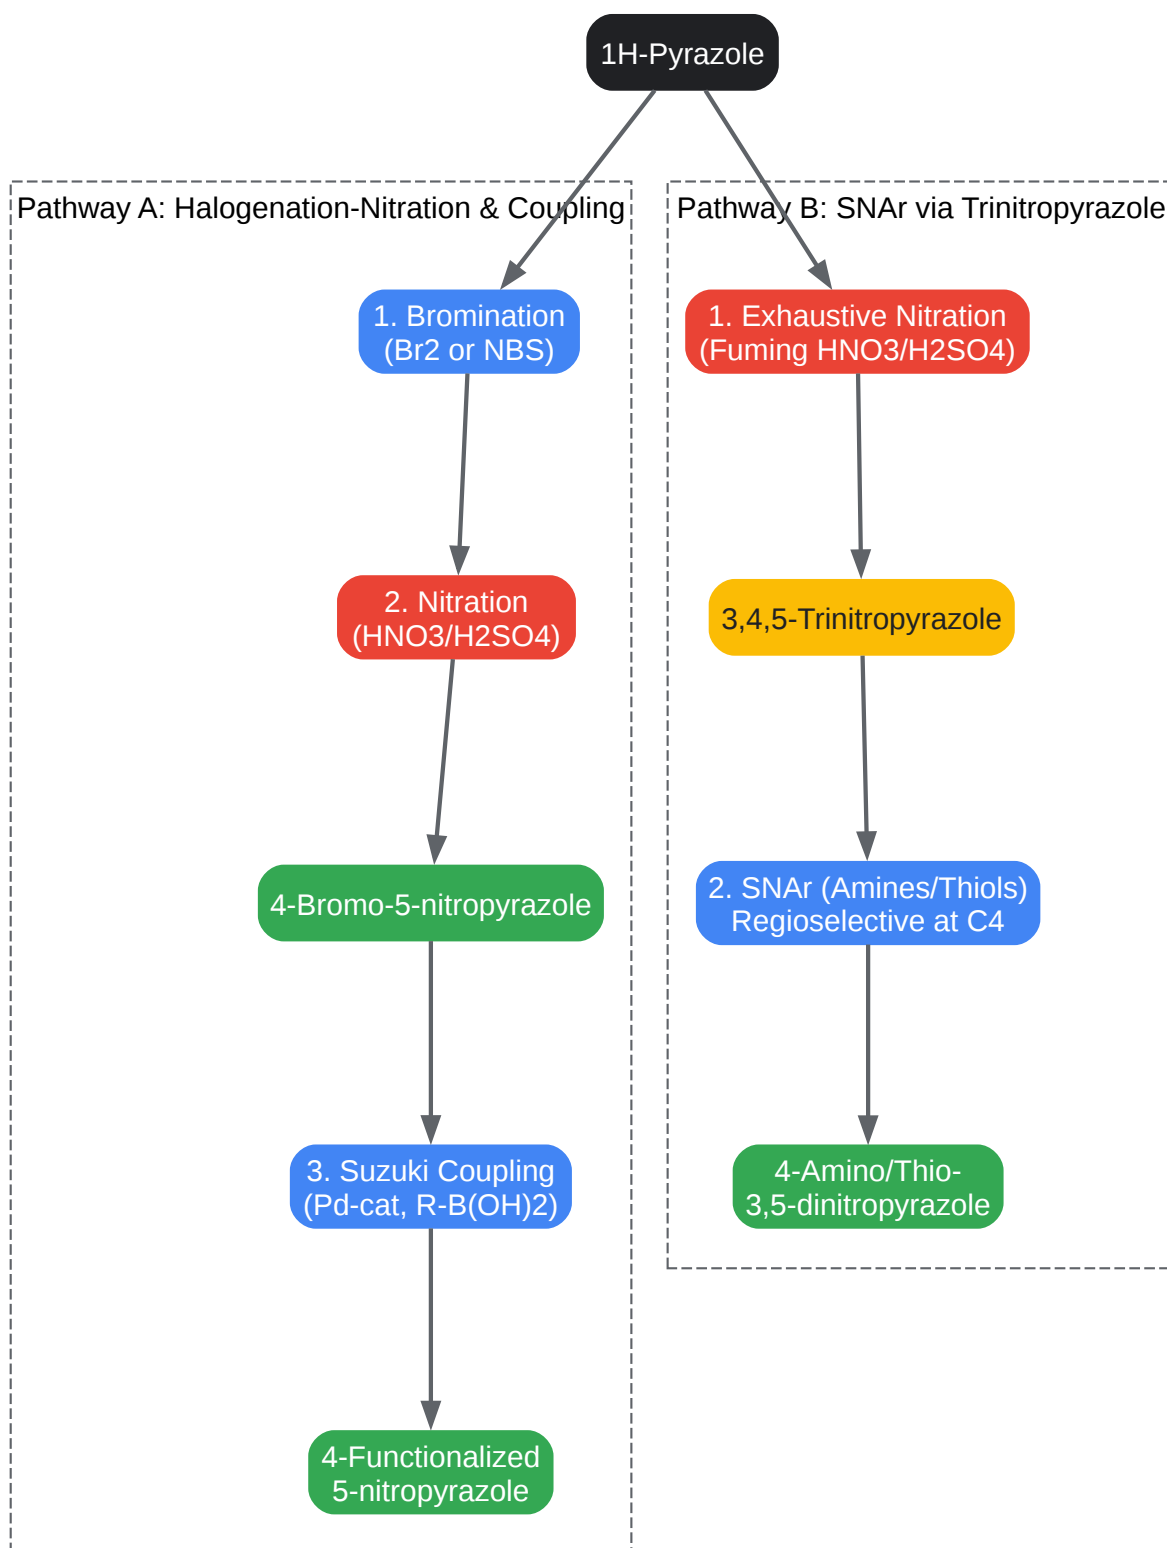 1H-Pyrazole
Pathway A: Halogenation-Nitration & Coupling
1. Bromination
(Br2 or NBS)
2. Nitration
(HNO3/H2SO4)
4-Bromo-5-nitropyrazole
3. Suzuki Coupling
(Pd-cat, R-B(OH)2)
4-Functionalized
5-nitropyrazole
Pathway B: SNAr via Trinitropyrazole
1. Exhaustive Nitration
(Fuming HNO3/H2SO4)
3,4,5-Trinitropyrazole
2. SNAr (Amines/Thiols)
Regioselective at C4
4-Amino/Thio-
3,5-dinitropyrazole